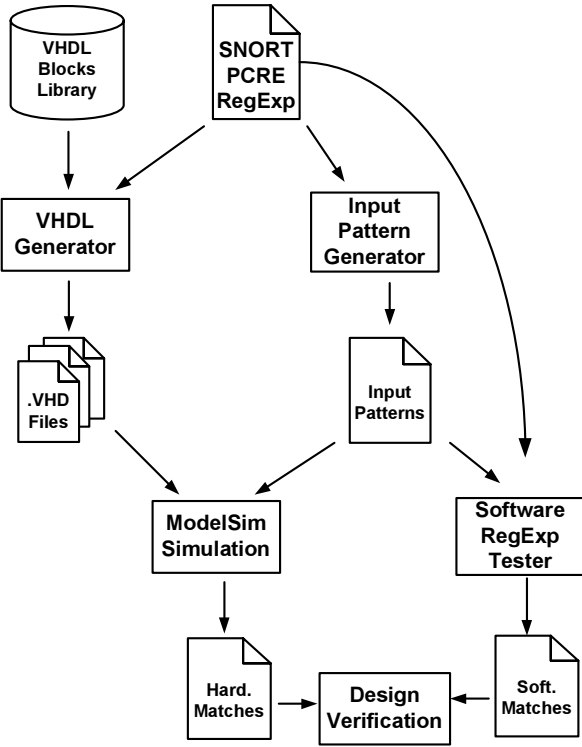 VHDL
Blocks
Library
SNORT
PCRE
RegExp
VHDL
Generator
Input
Pattern
Generator
.VHD
Files
Input
Patterns
ModelSim
Simulation
Software
RegExp
Tester
Hard.
Matches
Design
Verification
Soft.
Matches